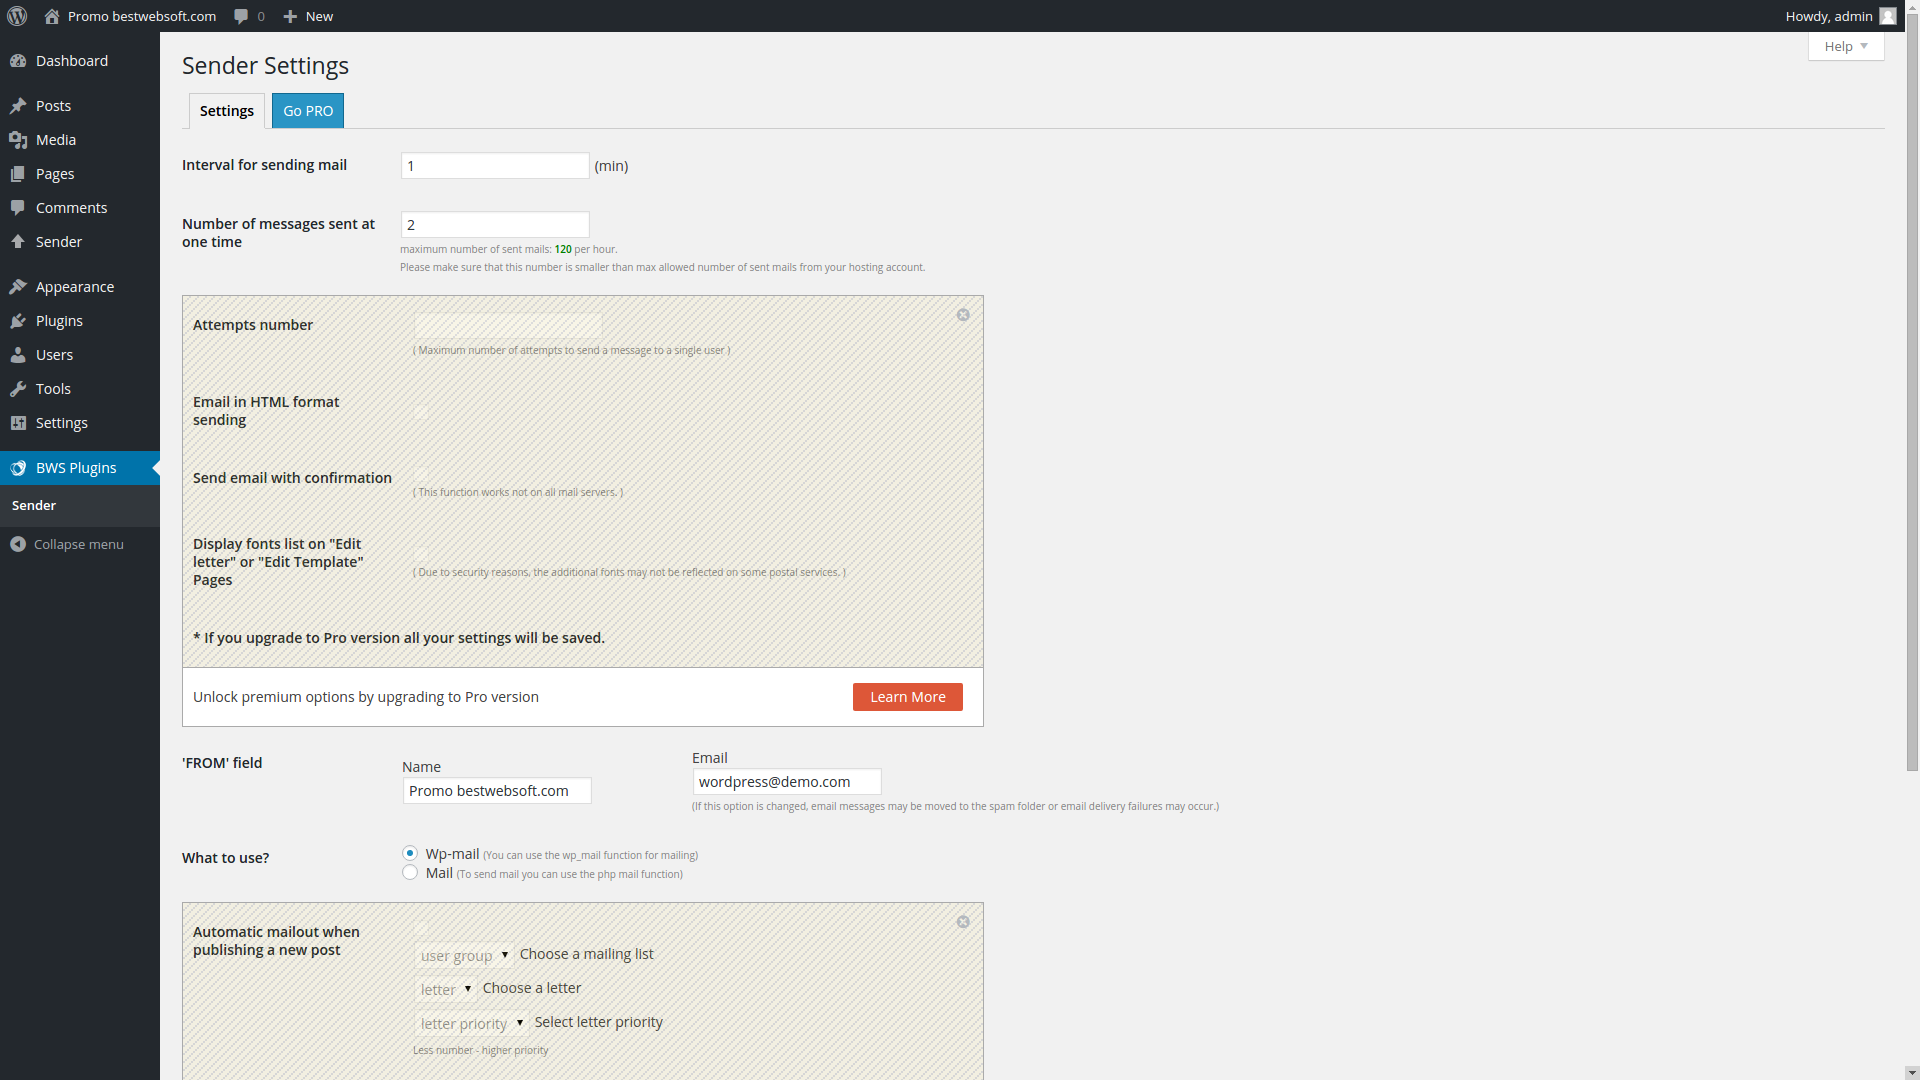 Promo bestwebsoft.com 0 New Howdy, admin
Help
Dashboard
Posts
Media
Pages
Comments
Sender
Appearance
Plugins
Users
Tools
Settings
BWS Plugins
Sender
Collapse menu
Sender Settings
Settings Go PRO
Interval for sending mail 1 (min)
Number of messages sent at
one time
2
maximum number of sent mails: 120 per hour.
Please make sure that this number is smaller than max allowed number of sent mails from your hosting account.
Attempts number
( Maximum number of attempts to send a message to a single user )
Email in HTML format
sending
Send email with confirmation
( This function works not on all mail servers. )
Display fonts list on "Edit
letter" or "Edit Template"
Pages
( Due to security reasons, the additional fonts may not be reflected on some postal services. )
* If you upgrade to Pro version all your settings will be saved.
Unlock premium options by upgrading to Pro version Learn More
'FROM' field
Name
Promo bestwebsoft.com
Email
wordpress@demo.com
(If this option is changed, email messages may be moved to the spam folder or email delivery failures may occur.)
What to use?
Wp-mail (You can use the wp_mail function for mailing)
Mail (To send mail you can use the php mail function)
Automatic mailout when
publishing a new post
user group Choose a mailing list
letter Choose a letter
letter priority Select letter priority
Less number - higher priority